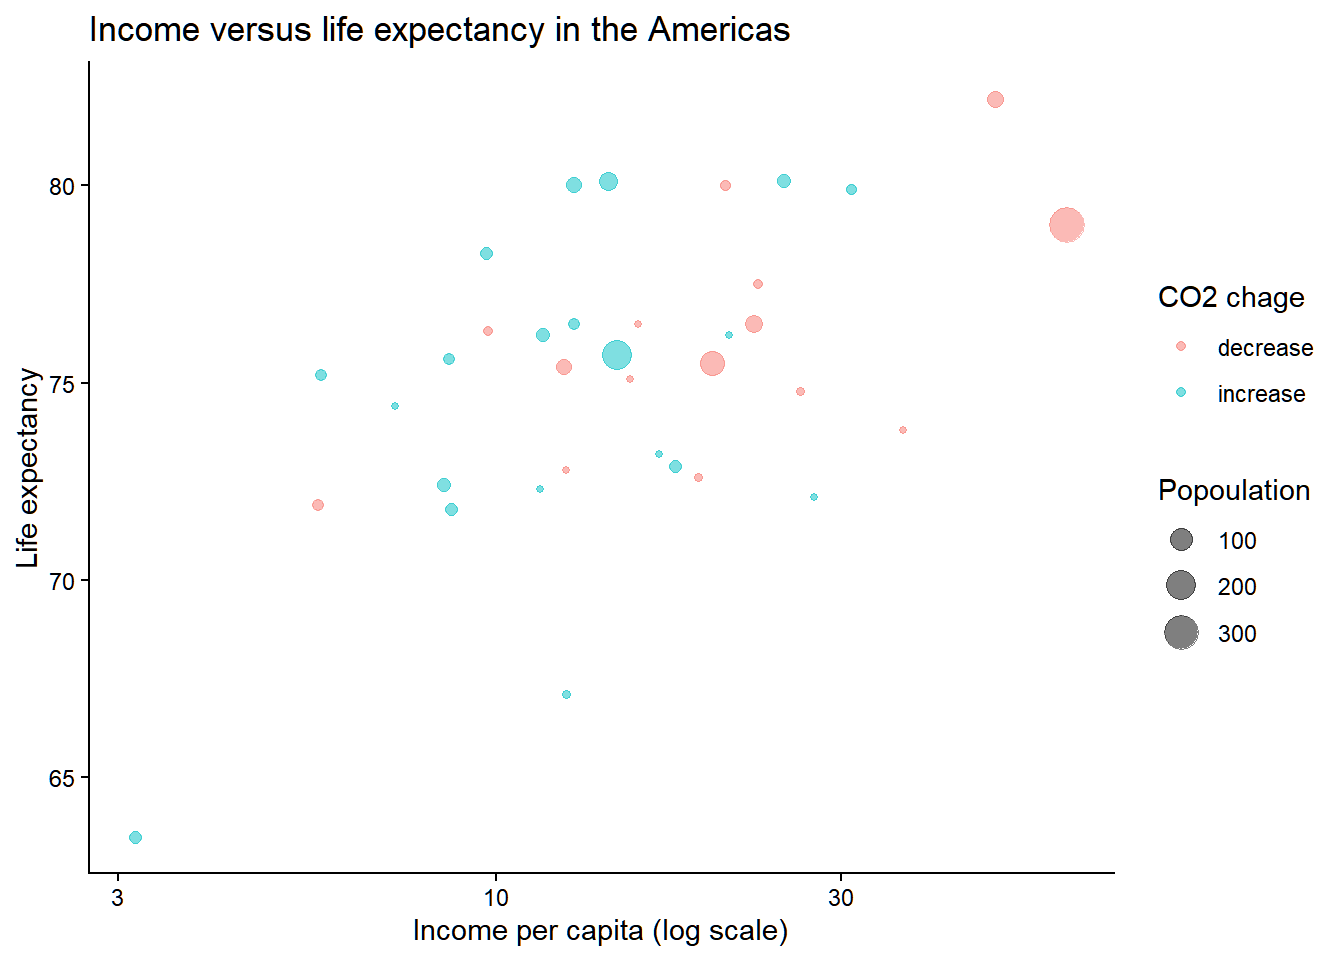 Income versus life expectancy in the Americas
Life expectancy
80
75
70
65
3
10
30
Income per capita (log scale)
CO2 chage
decrease
increase
Popoulation
100
200
300